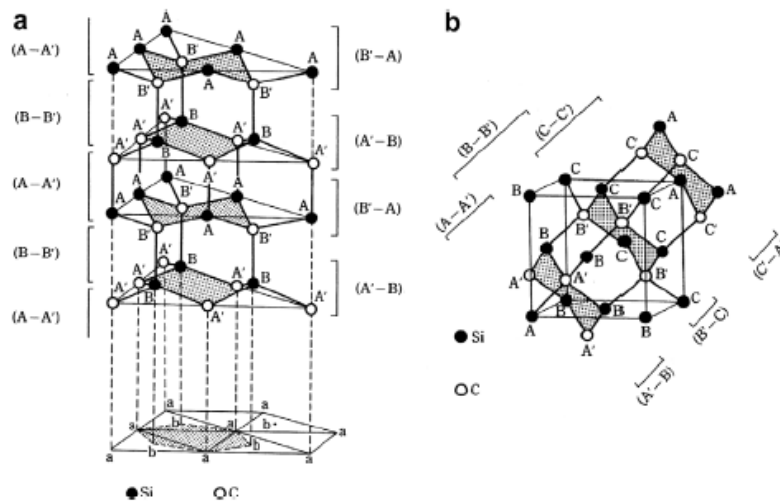 a
A
A A B' A
(A–A') (B'–A)
A A A
B' B'
(B–B') A' B
A' B A' B (A'–B)
A' A' A'
(A–A') A A'
A B' A (B'–A)
A A A
B' B'
(B–B') A' B
A' B A' B A' (A'–B)
(A–A') A' A' A'
a
a b b a
a b a b a
Si C
b
(B–B') (C–C')
(A–A')
A
C C
B C C C A A
B' B' C'
B C C (C'–A)
A' A' B B'
B B B C (B'–C)
A B
A' (A'–B)
Si
C